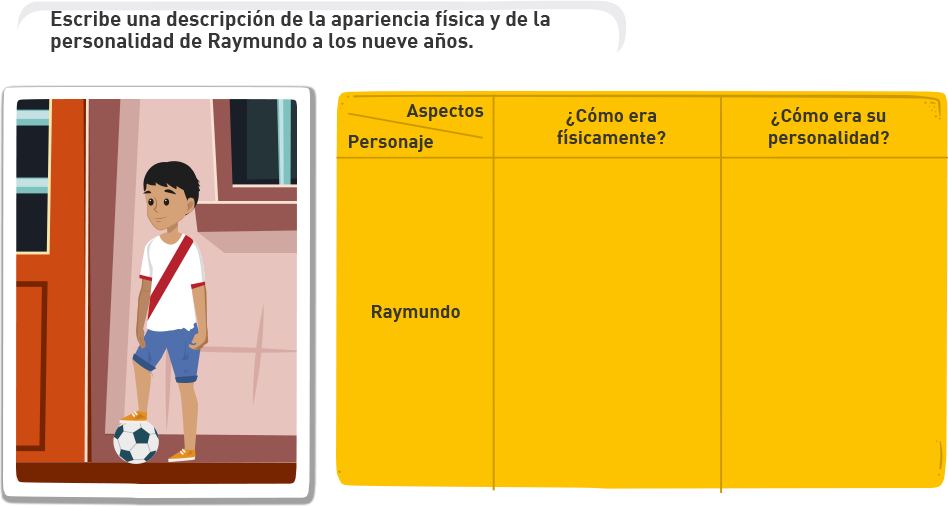 Escribe una descripción de la apariencia física y de la
personalidad de Raymundo a los nueve años.
Aspectos
Personaje
¿Cómo era
físicamente?
¿Cómo era su
personalidad?
Raymundo